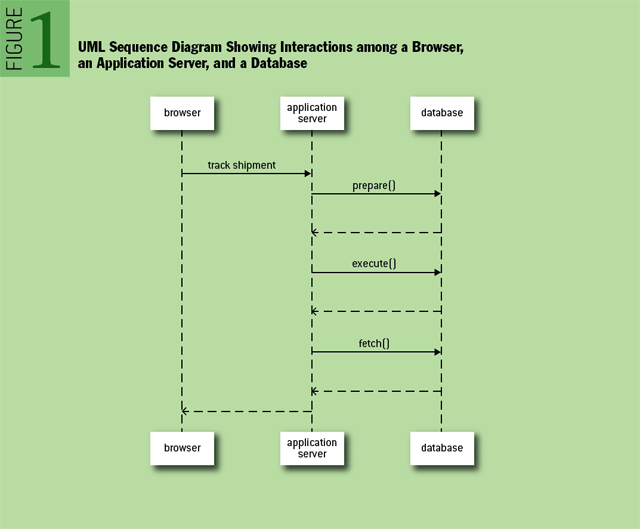 FIGURE 1
UML Sequence Diagram Showing Interactions among a Browser,
an Application Server, and a Database
browser
application
server
database
track shipment
prepare()
execute()
fetch()
browser
application
server
database